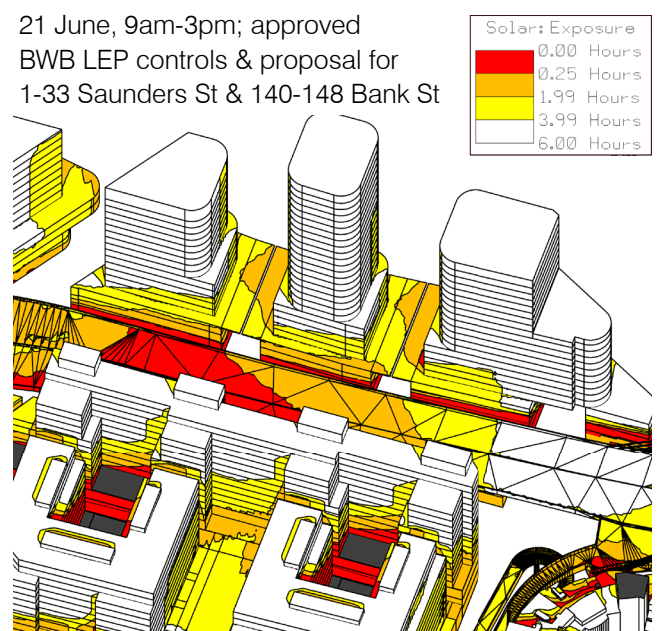 21 June, 9am-3pm; approved
BWB LEP controls & proposal for
1-33 Saunders St & 140-148 Bank St
Solar: Exposure
0.00 Hours
0.25 Hours
1.99 Hours
3.99 Hours
6.00 Hours